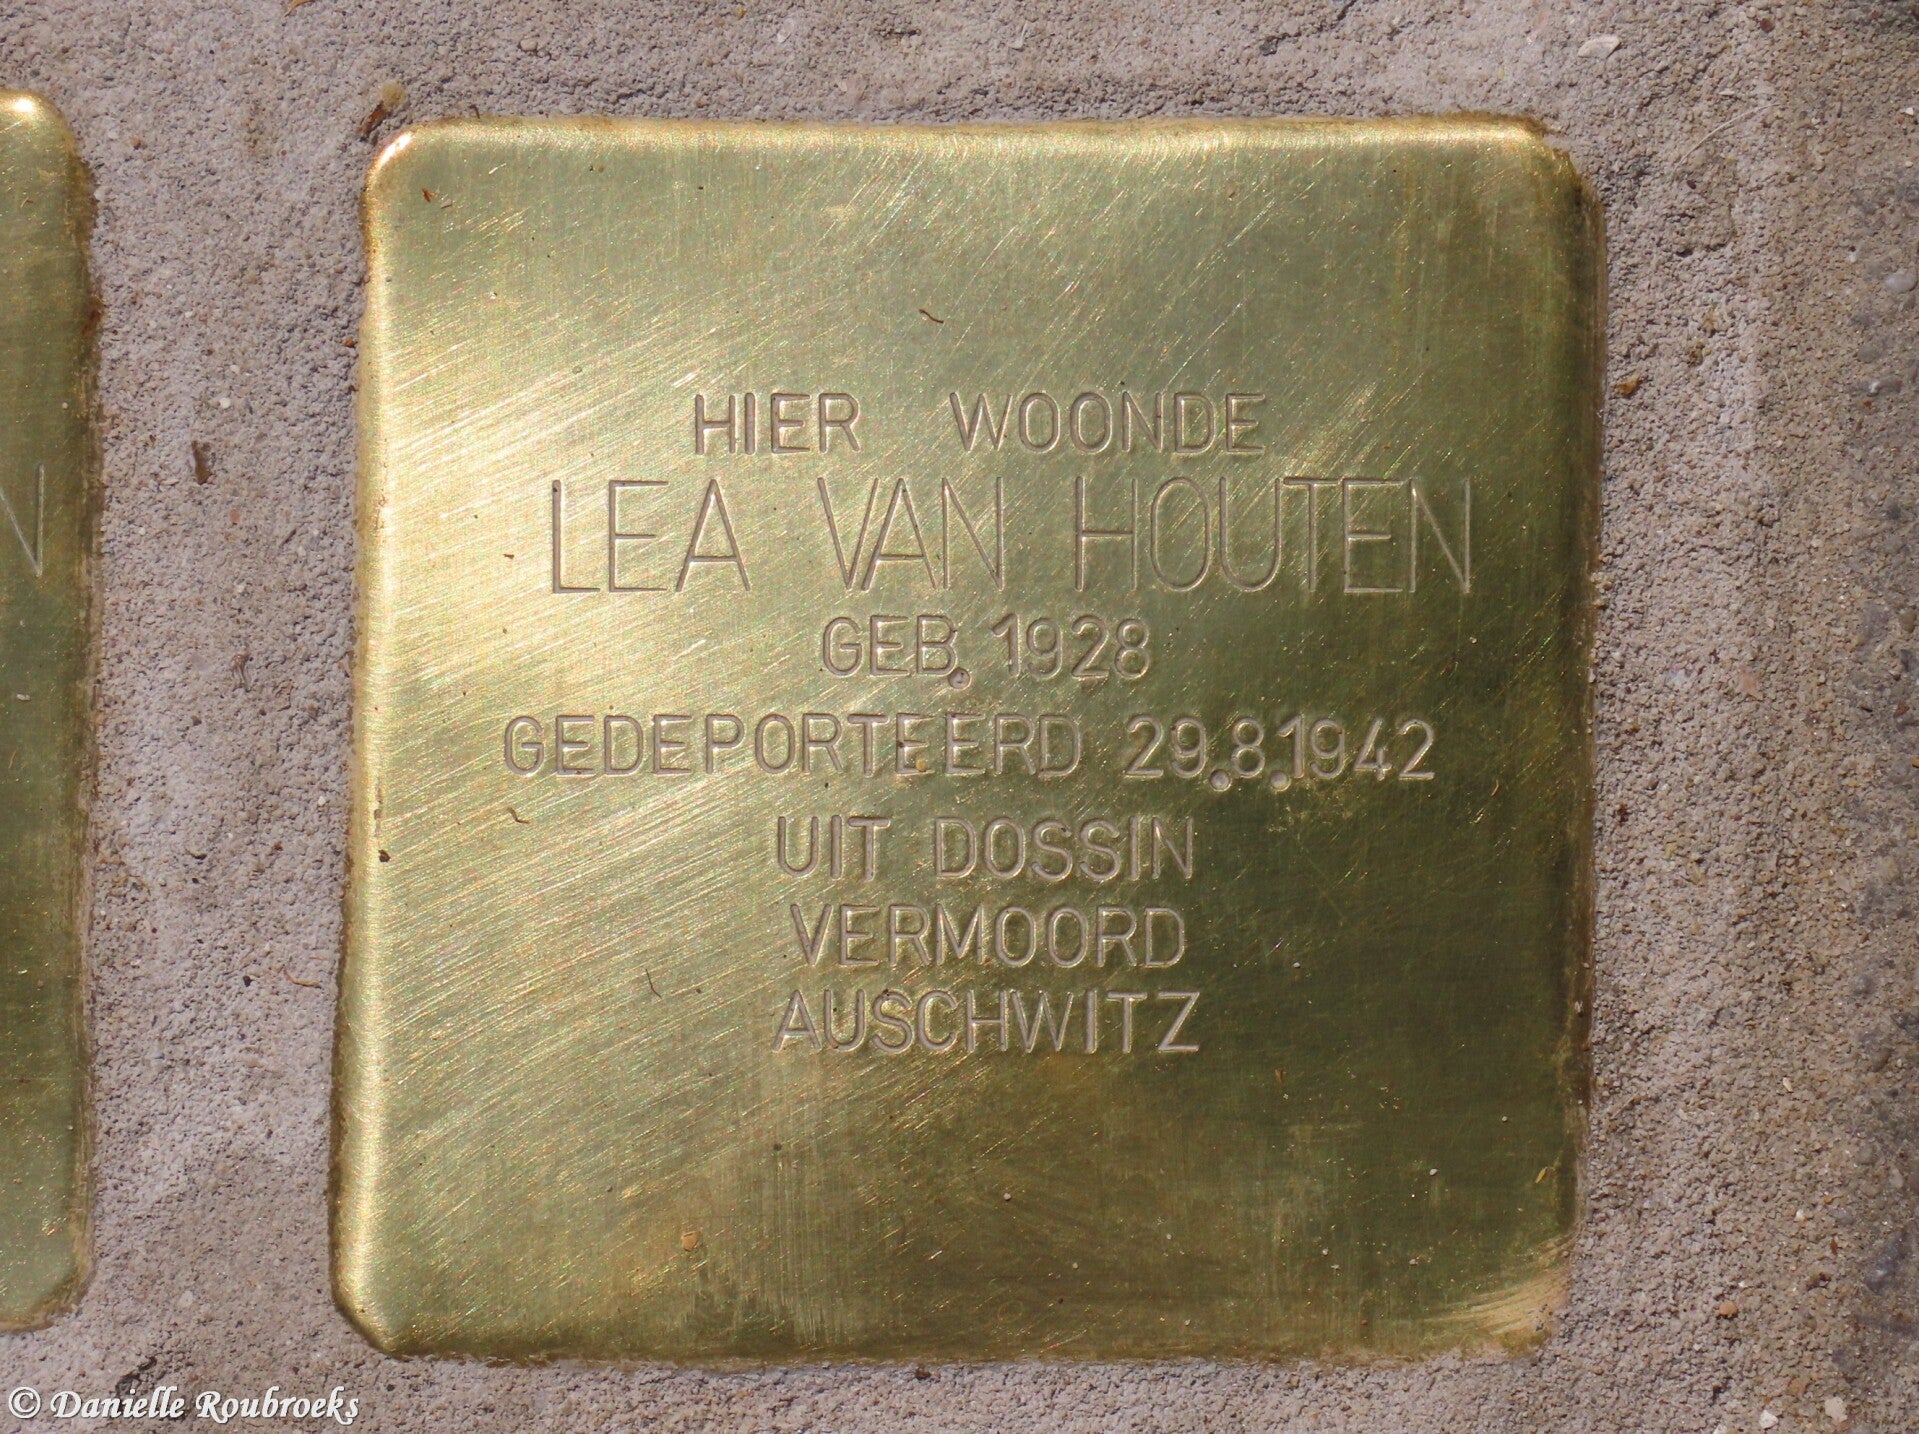 HIER WOONDE
LEA VAN HOUTEN
GEB. 1928
GEDEPORTEERD 29.8.1942
UIT DOSSIN
VERMOORD
AUSCHWITZ
N
© Danielle Roubroeks